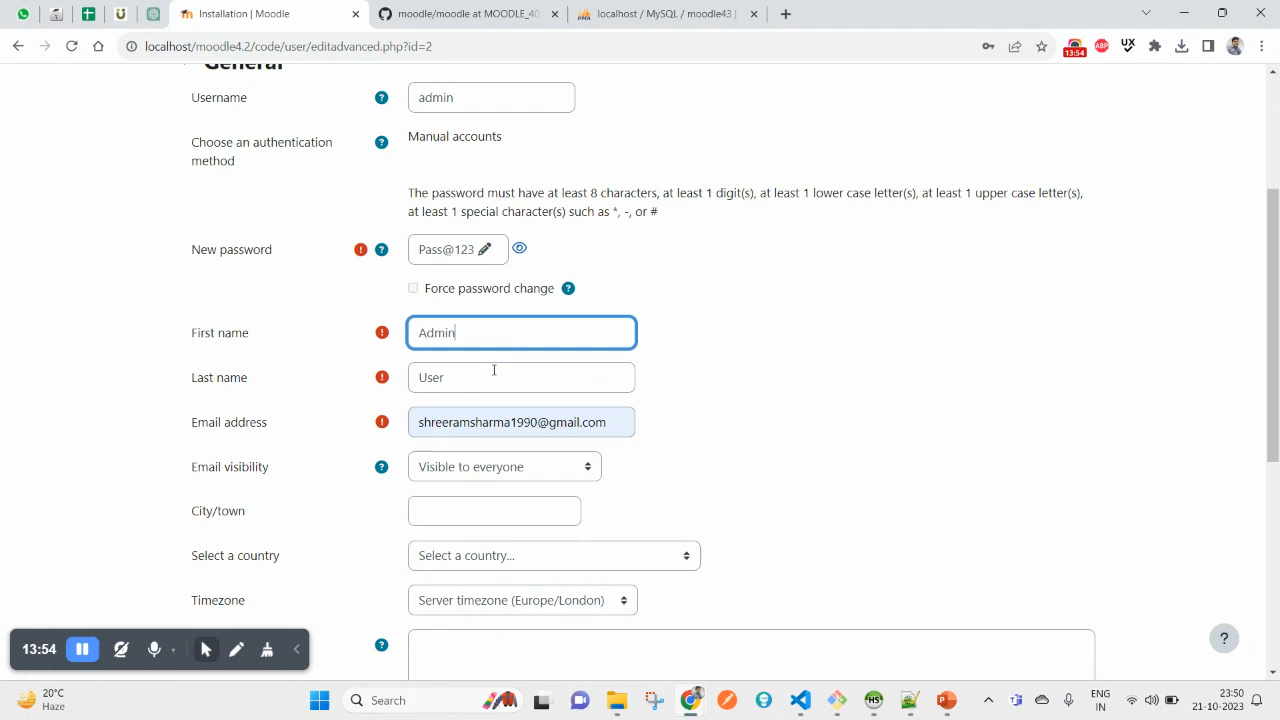 Installation | Moodle
moodle/moodle at MOODLE_40
localhost / MySQL / moodle43 |
localhost/moodle4.2/code/user/editadvanced.php?id=2
13:54
ABP
UX
General
Username
admin
Choose an authentication method
Manual accounts
The password must have at least 8 characters, at least 1 digit(s), at least 1 lower case letter(s), at least 1 upper case letter(s),
at least 1 special character(s) such as *, -, or #
New password
Pass@123
Force password change
First name
Admin
Last name
User
Email address
shreeramsharma1990@gmail.com
Email visibility
Visible to everyone
City/town
Select a country
Select a country...
Timezone
Server timezone (Europe/London)
13:54
20°C
Haze
Search
ENG
IN
23:50
21-10-2023